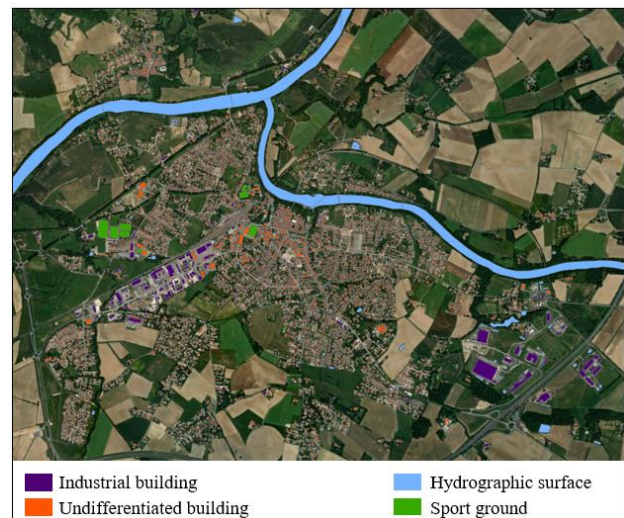 Industrial building
Hydrographic surface
Undifferentiated building
Sport ground